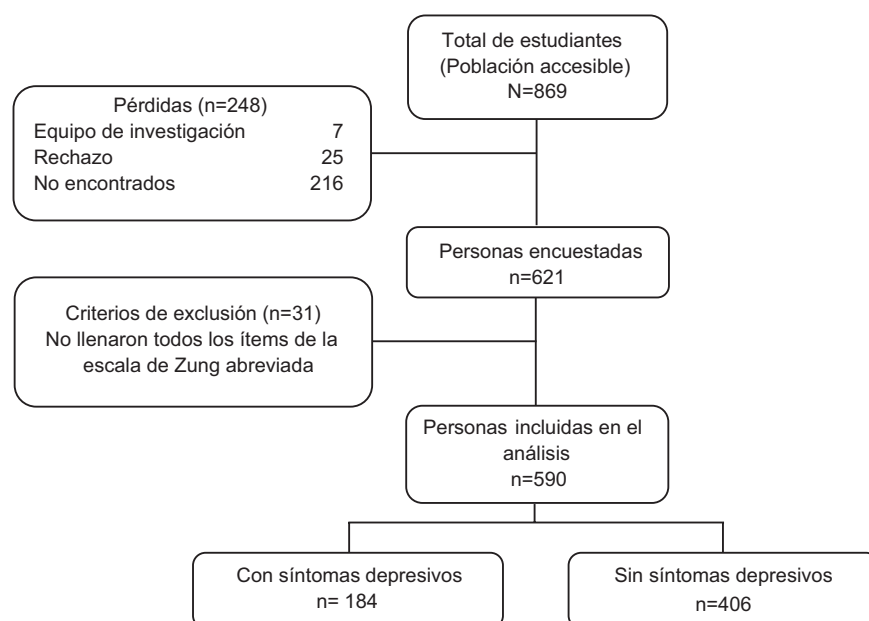 Total de estudiantes
(Población accesible)
N=869
Pérdidas (n=248)
Equipo de investigación 7
Rechazo 25
No encontrados 216
Personas encuestadas
n=621
Criterios de exclusión (n=31)
No llenaron todos los ítems de la
escala de Zung abreviada
Personas incluidas en el
análisis
n=590
Con síntomas depresivos
n= 184
Sin síntomas depresivos
n=406